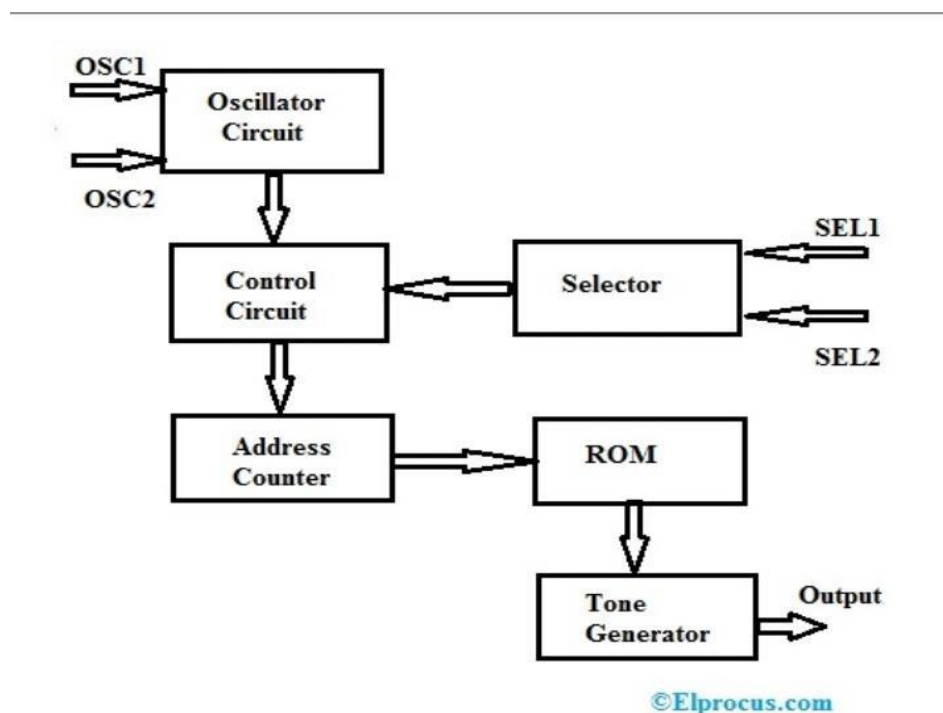 OSC1
Oscillator
Circuit
OSC2
SEL1
Control
Circuit
Selector
SEL2
Address
Counter
ROM
Tone
Generator
Output
©Elprocus.com